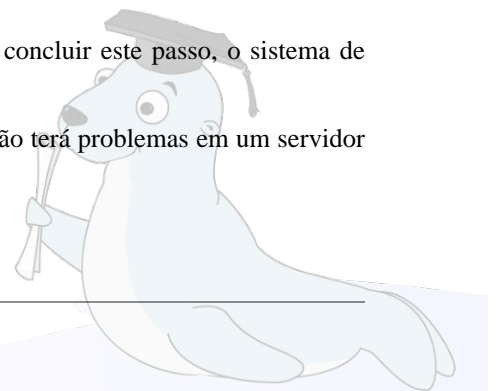 concluir este passo, o sistema de
ão terá problemas em um servidor